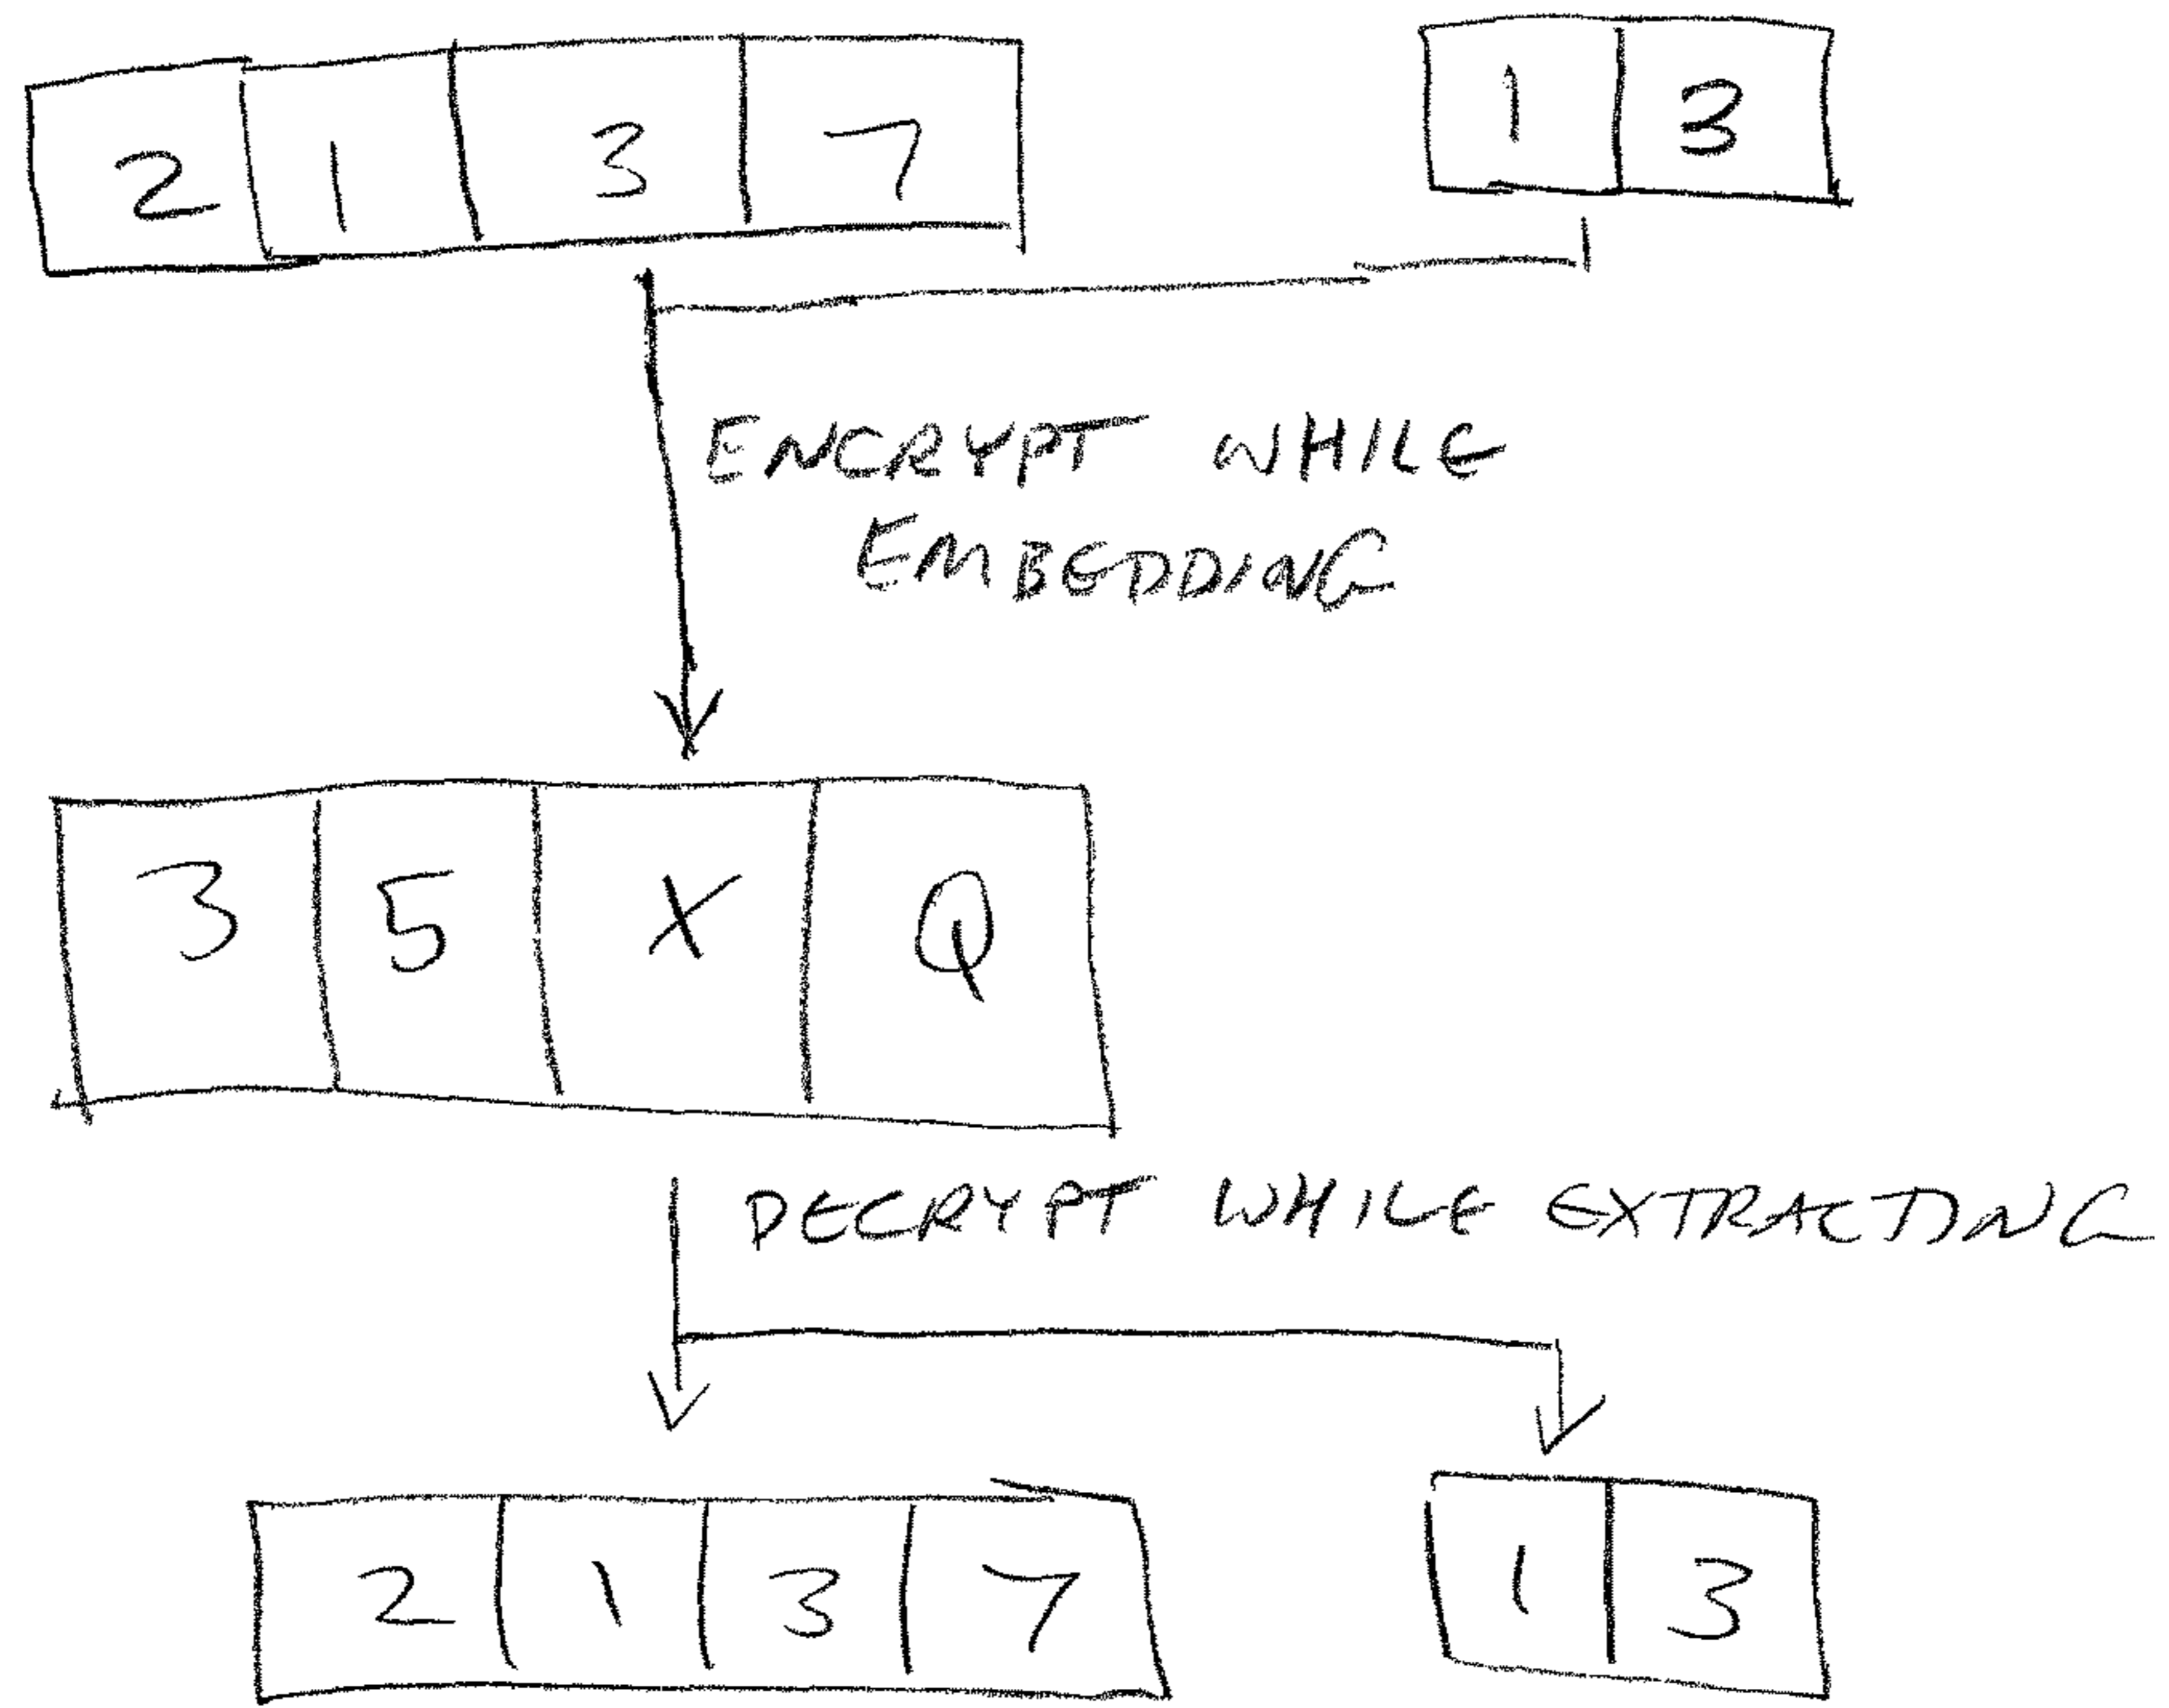 2 1 3 7 1 3
ENCRYPT WHILE
EMBEDDING
3 5 X Q
DECRYPT WHILE EXTRACTING
2 1 3 7 1 3